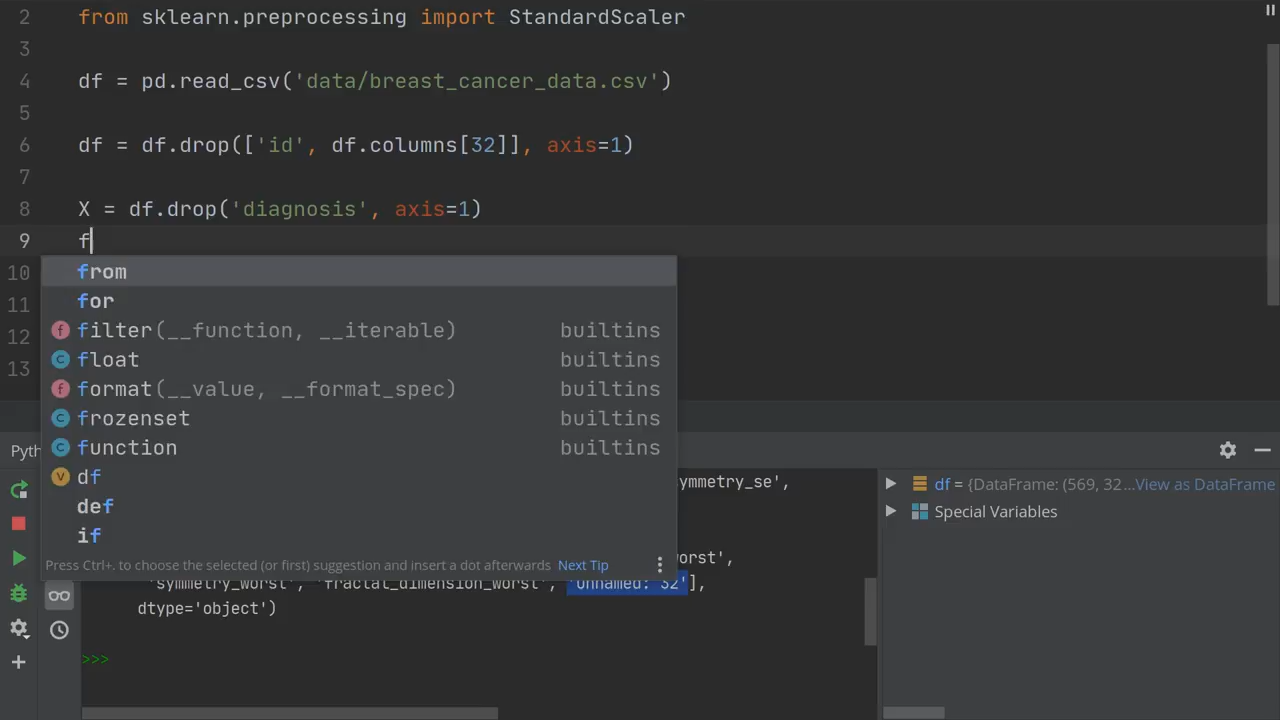 2 from sklearn.preprocessing import StandardScaler
3
4 df = pd.read_csv('data/breast_cancer_data.csv')
5
6 df = df.drop(['id', df.columns[32]], axis=1)
7
8 X = df.drop('diagnosis', axis=1)
9 f
10 from
for
11 filter(__function, __iterable) builtins
12 float builtins
13 format(__value, __format_spec) builtins
frozenset builtins
function builtins
df
def
if
Press Ctrl+. to choose the selected (or first) suggestion and insert a dot afterwards Next Tip
Pyth
symmetry_se',
worst',
'symmetry_worst', 'fractal_dimension_worst', 'Unnamed: 32'],
dtype='object')
>>>
df = {DataFrame: (569, 32 ...View as DataFrame
Special Variables